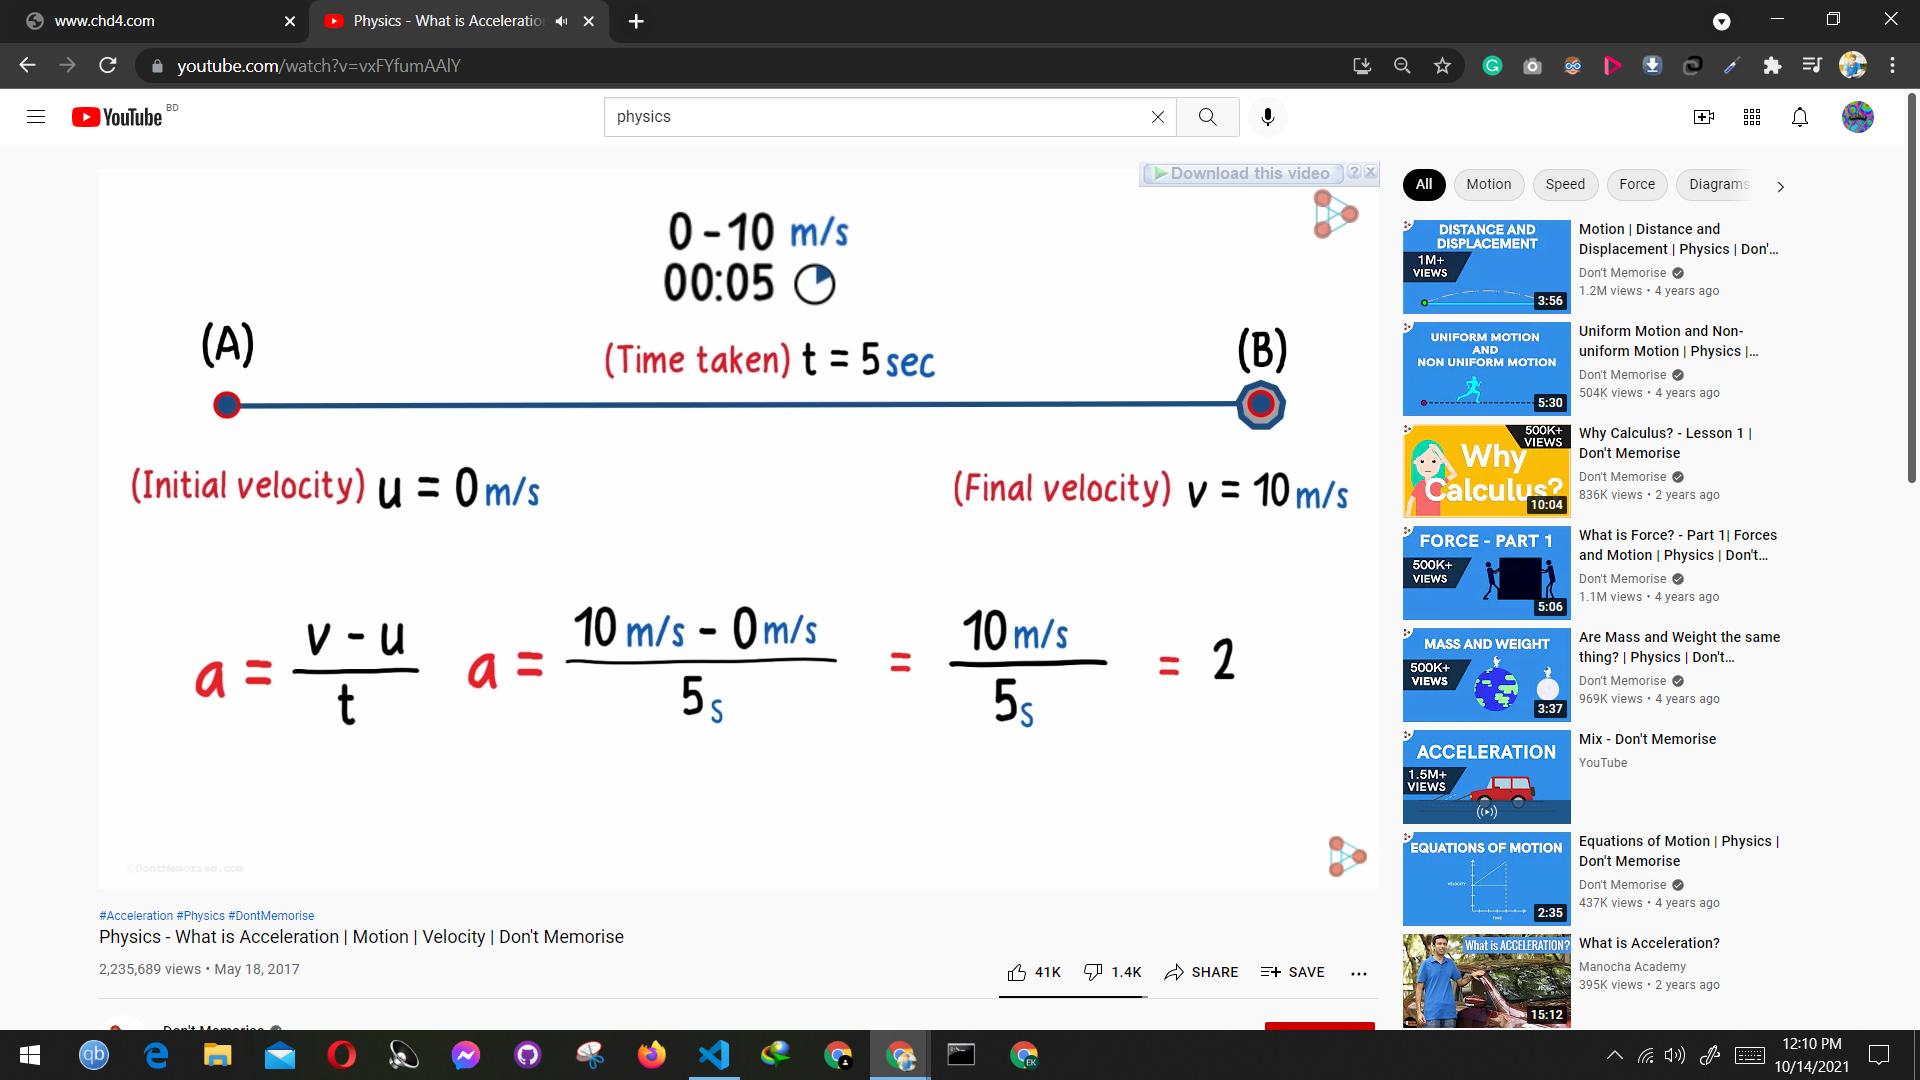 www.chd4.com
Physics - What is Acceleratio
youtube.com/watch?v=vxFYfumAAlY
YouTube BD
physics
Download this video ? X
0 - 10 m/s
00:05
(A)
(Time taken) t = 5 sec
(B)
(Initial velocity) u = 0 m/s
(Final velocity) v = 10 m/s
a = v - u / t
a = 10 m/s - 0 m/s / 5 s = 10 m/s / 5 s = 2
©DontMemorise.com
#Acceleration #Physics #DontMemorise
Physics - What is Acceleration | Motion | Velocity | Don't Memorise
2,235,689 views • May 18, 2017
41K 1.4K SHARE SAVE ...
Don't Memorise
All Motion Speed Force Diagrams
DISTANCE AND
DISPLACEMENT
1M+
VIEWS
3:56
Motion | Distance and
Displacement | Physics | Don'...
Don't Memorise
1.2M views • 4 years ago
UNIFORM MOTION
AND
NON UNIFORM MOTION
5:30
Uniform Motion and Non-
uniform Motion | Physics |...
Don't Memorise
504K views • 4 years ago
500K+
VIEWS
Why
Calculus?
10:04
Why Calculus? - Lesson 1 |
Don't Memorise
Don't Memorise
836K views • 2 years ago
FORCE - PART 1
500K+
VIEWS
5:06
What is Force? - Part 1| Forces
and Motion | Physics | Don't...
Don't Memorise
1.1M views • 4 years ago
MASS AND WEIGHT
500K+
VIEWS
3:37
Are Mass and Weight the same
thing? | Physics | Don't...
Don't Memorise
969K views • 4 years ago
ACCELERATION
1.5M+
VIEWS
Mix - Don't Memorise
YouTube
EQUATIONS OF MOTION
VELOCITY
TIME
2:35
Equations of Motion | Physics |
Don't Memorise
Don't Memorise
437K views • 4 years ago
What is ACCELERATION?
15:12
What is Acceleration?
Manocha Academy
395K views • 2 years ago
qb
EK
12:10 PM
10/14/2021